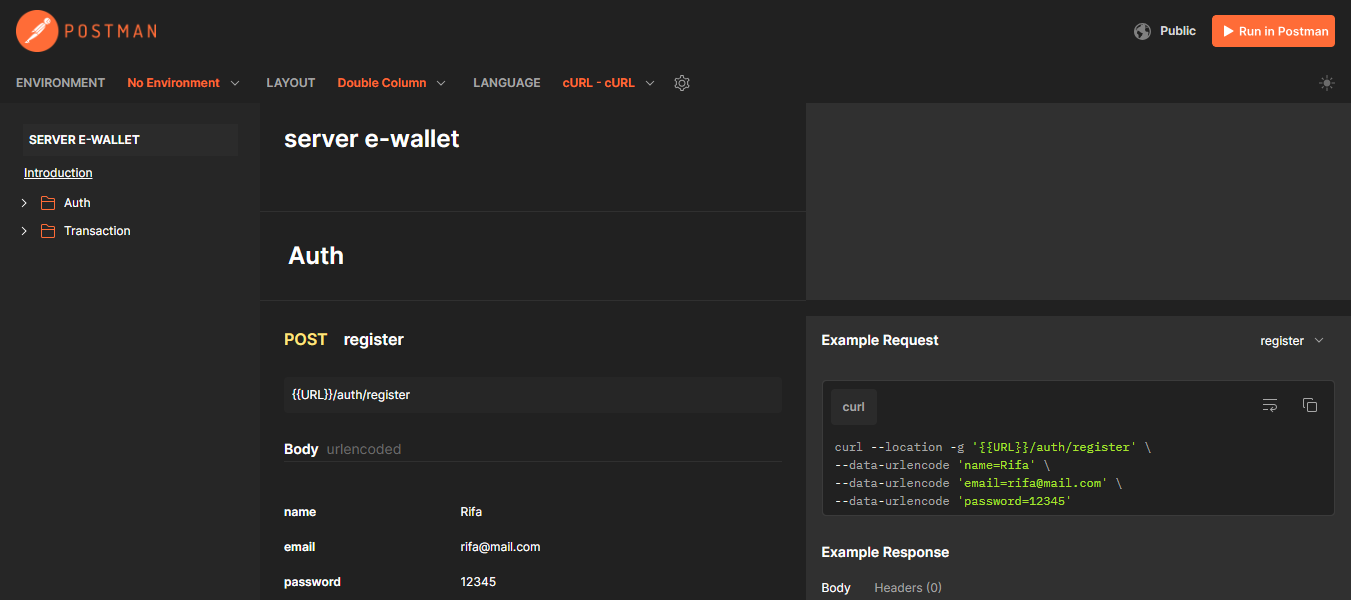 POSTMAN
Public
Run in Postman
ENVIRONMENT No Environment LAYOUT Double Column LANGUAGE cURL - cURL
SERVER E-WALLET
Introduction
Auth
Transaction
server e-wallet
Auth
POST register
{{URL}}/auth/register
Body urlencoded
name Rifa
email rifa@mail.com
password 12345
Example Request register
curl
curl --location -g '{{URL}}/auth/register' \
--data-urlencode 'name=Rifa' \
--data-urlencode 'email=rifa@mail.com' \
--data-urlencode 'password=12345'
Example Response
Body Headers (0)